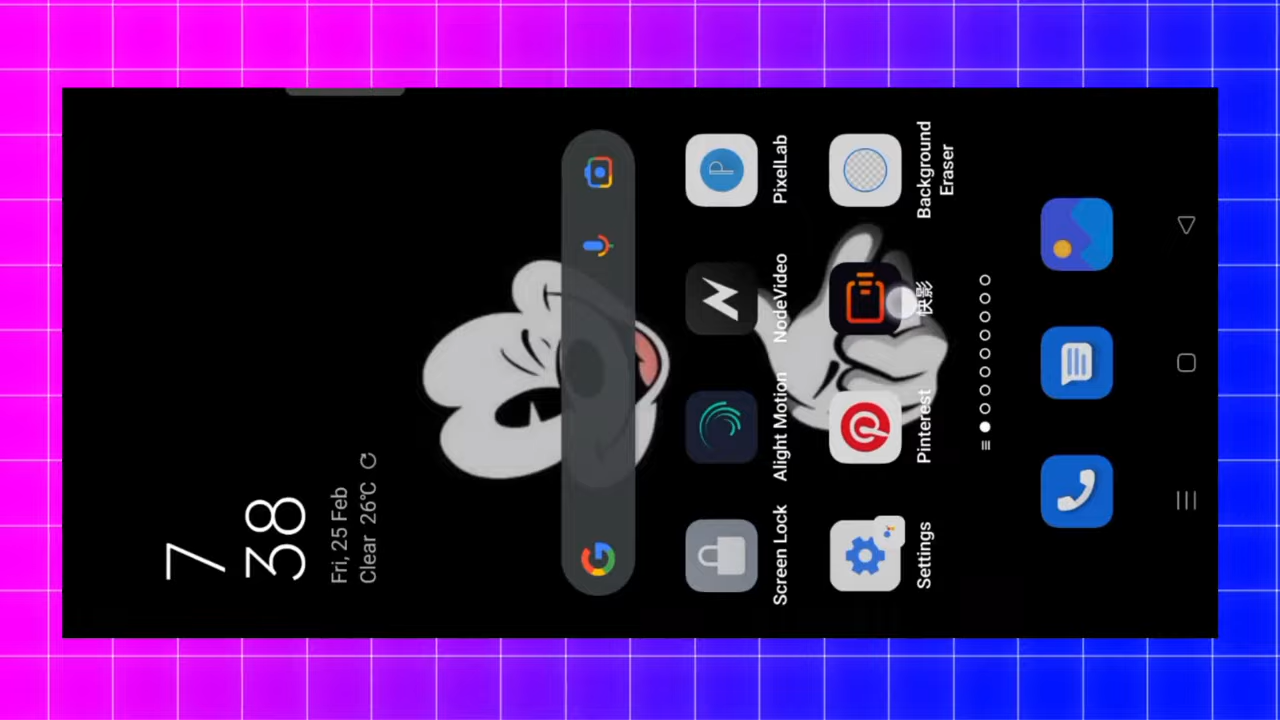 7
38
Fri, 25 Feb
Clear 26°C
Screen Lock
Alight Motion
NodeVideo
PixelLab
Settings
Pinterest
快影
Background
Eraser